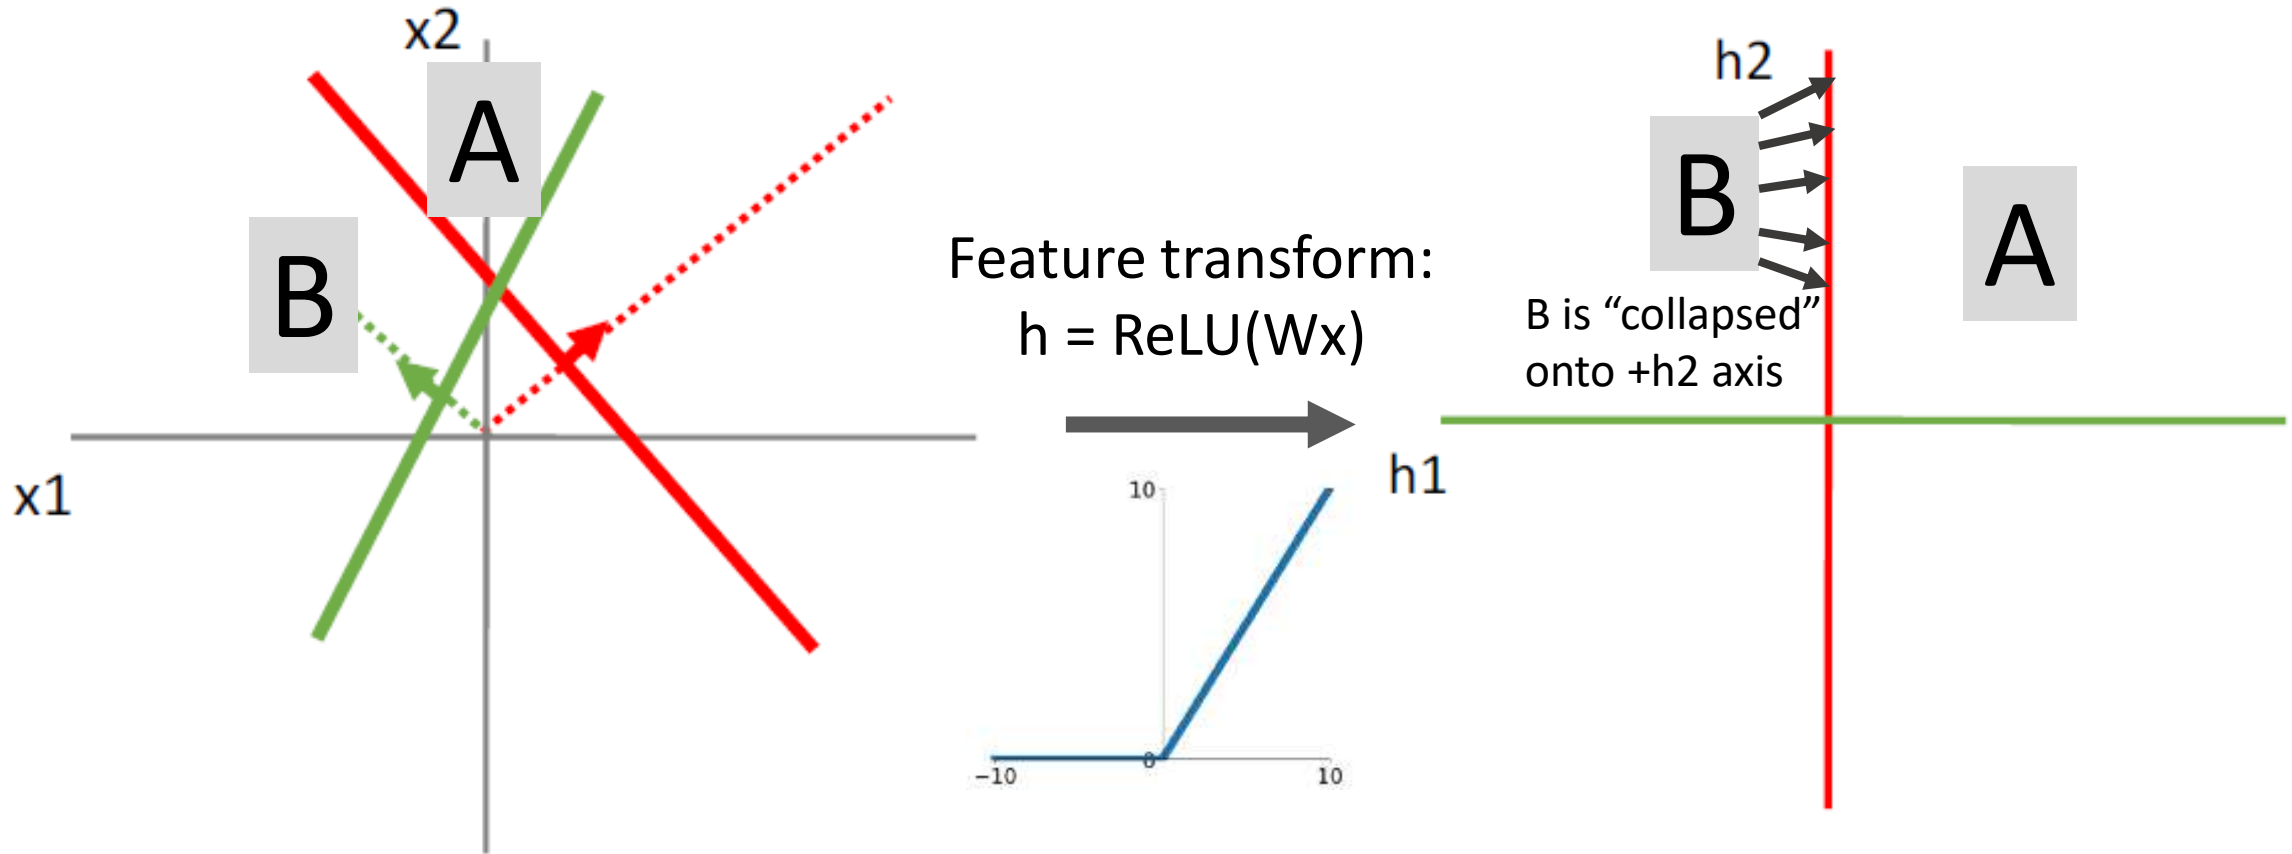 x2
A
B
x1
Feature transform:
h = ReLU(Wx)
10
0
−10
10
h2
B
A
B is “collapsed”
onto +h2 axis
h1